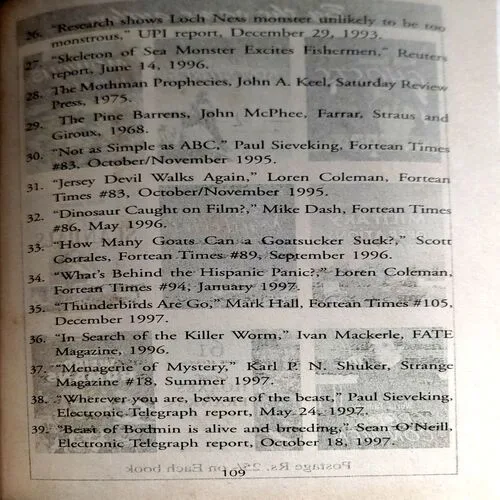 26. "Research shows Loch Ness monster unlikely to be too
monstrous," UPI report, December 29, 1993.
27. "Skeleton of Sea Monster Excites Fishermen," Reuters
report, June 14, 1996.
28. The Mothman Prophecies, John A. Keel, Saturday Review
Press, 1975.
29. The Pine Barrens, John McPhee, Farrar, Straus and
Giroux, 1968.
30. "Not as Simple as ABC," Paul Sieveking, Fortean Times
#83, October/November 1995.
31. "Jersey Devil Walks Again," Loren Coleman, Fortean
Times #83, October/November 1995.
32. "Dinosaur Caught on Film?," Mike Dash, Fortean Times
#86, May 1996.
33. "How Many Goats Can a Goatsucker Suck?," Scott
Corrales, Fortean Times #89, September 1996.
34. "What's Behind the Hispanic Panic?," Loren Coleman,
Fortean Times #94, January 1997.
35. "Thunderbirds Are Go," Mark Hall, Fortean Times #105,
December 1997.
36. "In Search of the Killer Worm," Ivan Mackerle, FATE
Magazine, 1996.
37. "Menagerie of Mystery," Karl P. N. Shuker, Strange
Magazine #18, Summer 1997.
38. "Wherever you are, beware of the beast," Paul Sieveking,
Electronic Telegraph report, May 24, 1997.
39. "Beast of Bodmin is alive and breeding," Sean O'Neill,
Electronic Telegraph report, October 18, 1997.
Postage Rs. 25/- on Each book
109